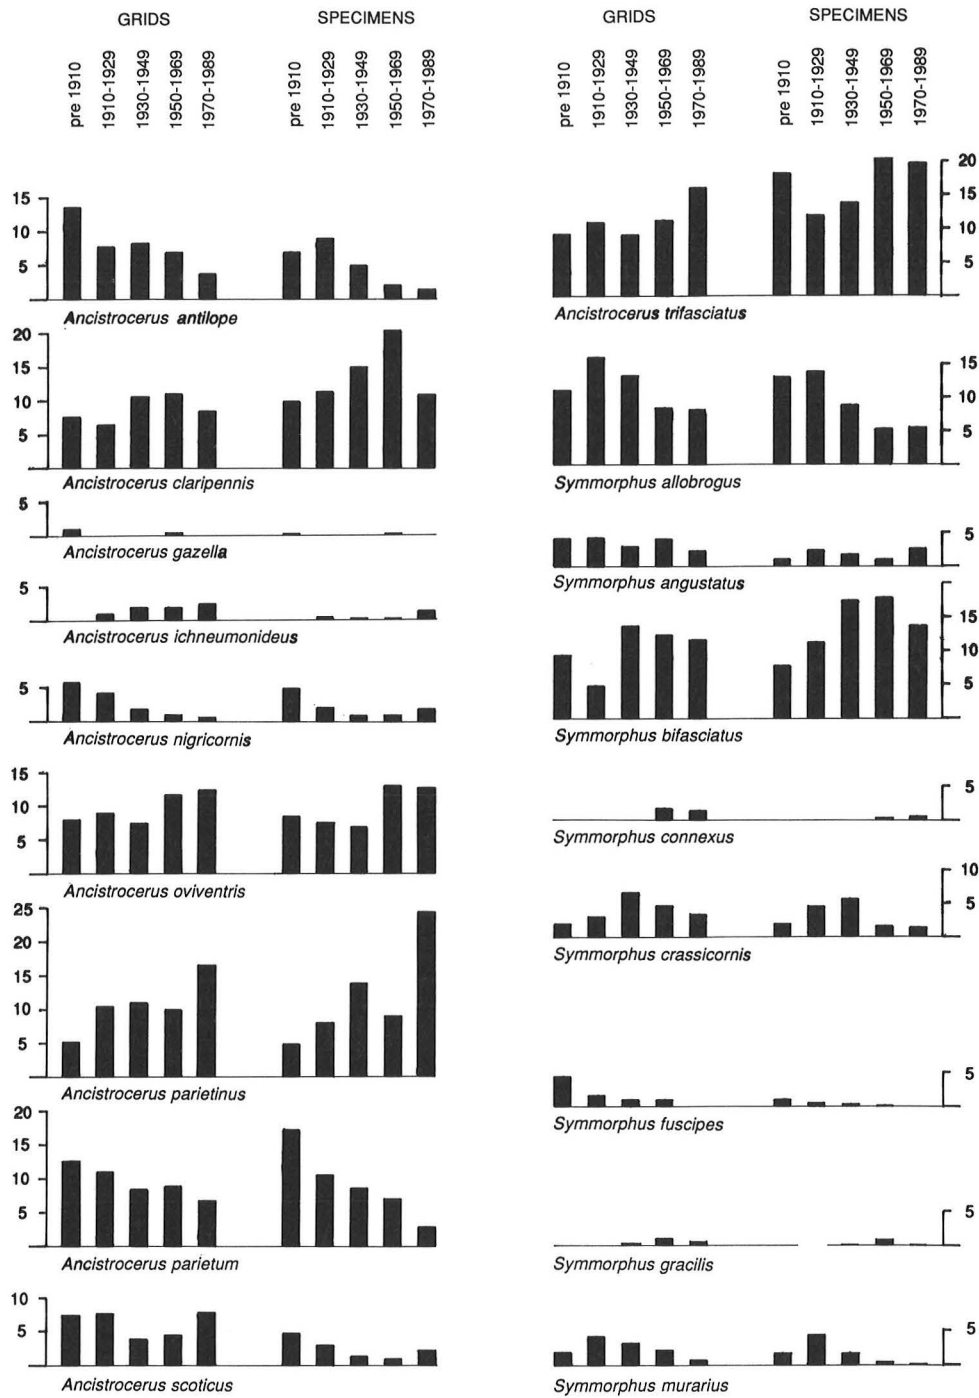 GRIDS SPECIMENS
pre 1910 1910-1929 1930-1949 1950-1969 1970-1989 pre 1910 1910-1929 1930-1949 1950-1969 1970-1989
15
10
5
Ancistrocerus antilope
20
15
10
5
Ancistrocerus claripennis
5
Ancistrocerus gazella
5
Ancistrocerus ichneumonideus
5
Ancistrocerus nigricornis
15
10
5
Ancistrocerus oviventris
25
20
15
10
5
Ancistrocerus parietinus
20
15
10
5
Ancistrocerus parietum
10
5
Ancistrocerus scoticus
GRIDS SPECIMENS
pre 1910 1910-1929 1930-1949 1950-1969 1970-1989 pre 1910 1910-1929 1930-1949 1950-1969 1970-1989
20
15
10
5
Ancistrocerus trifasciatus
15
10
5
Symmorphus allobrogus
5
Symmorphus angustatus
15
10
5
Symmorphus bifasciatus
5
Symmorphus connexus
10
5
Symmorphus crassicornis
5
Symmorphus fuscipes
5
Symmorphus gracilis
5
Symmorphus murarius